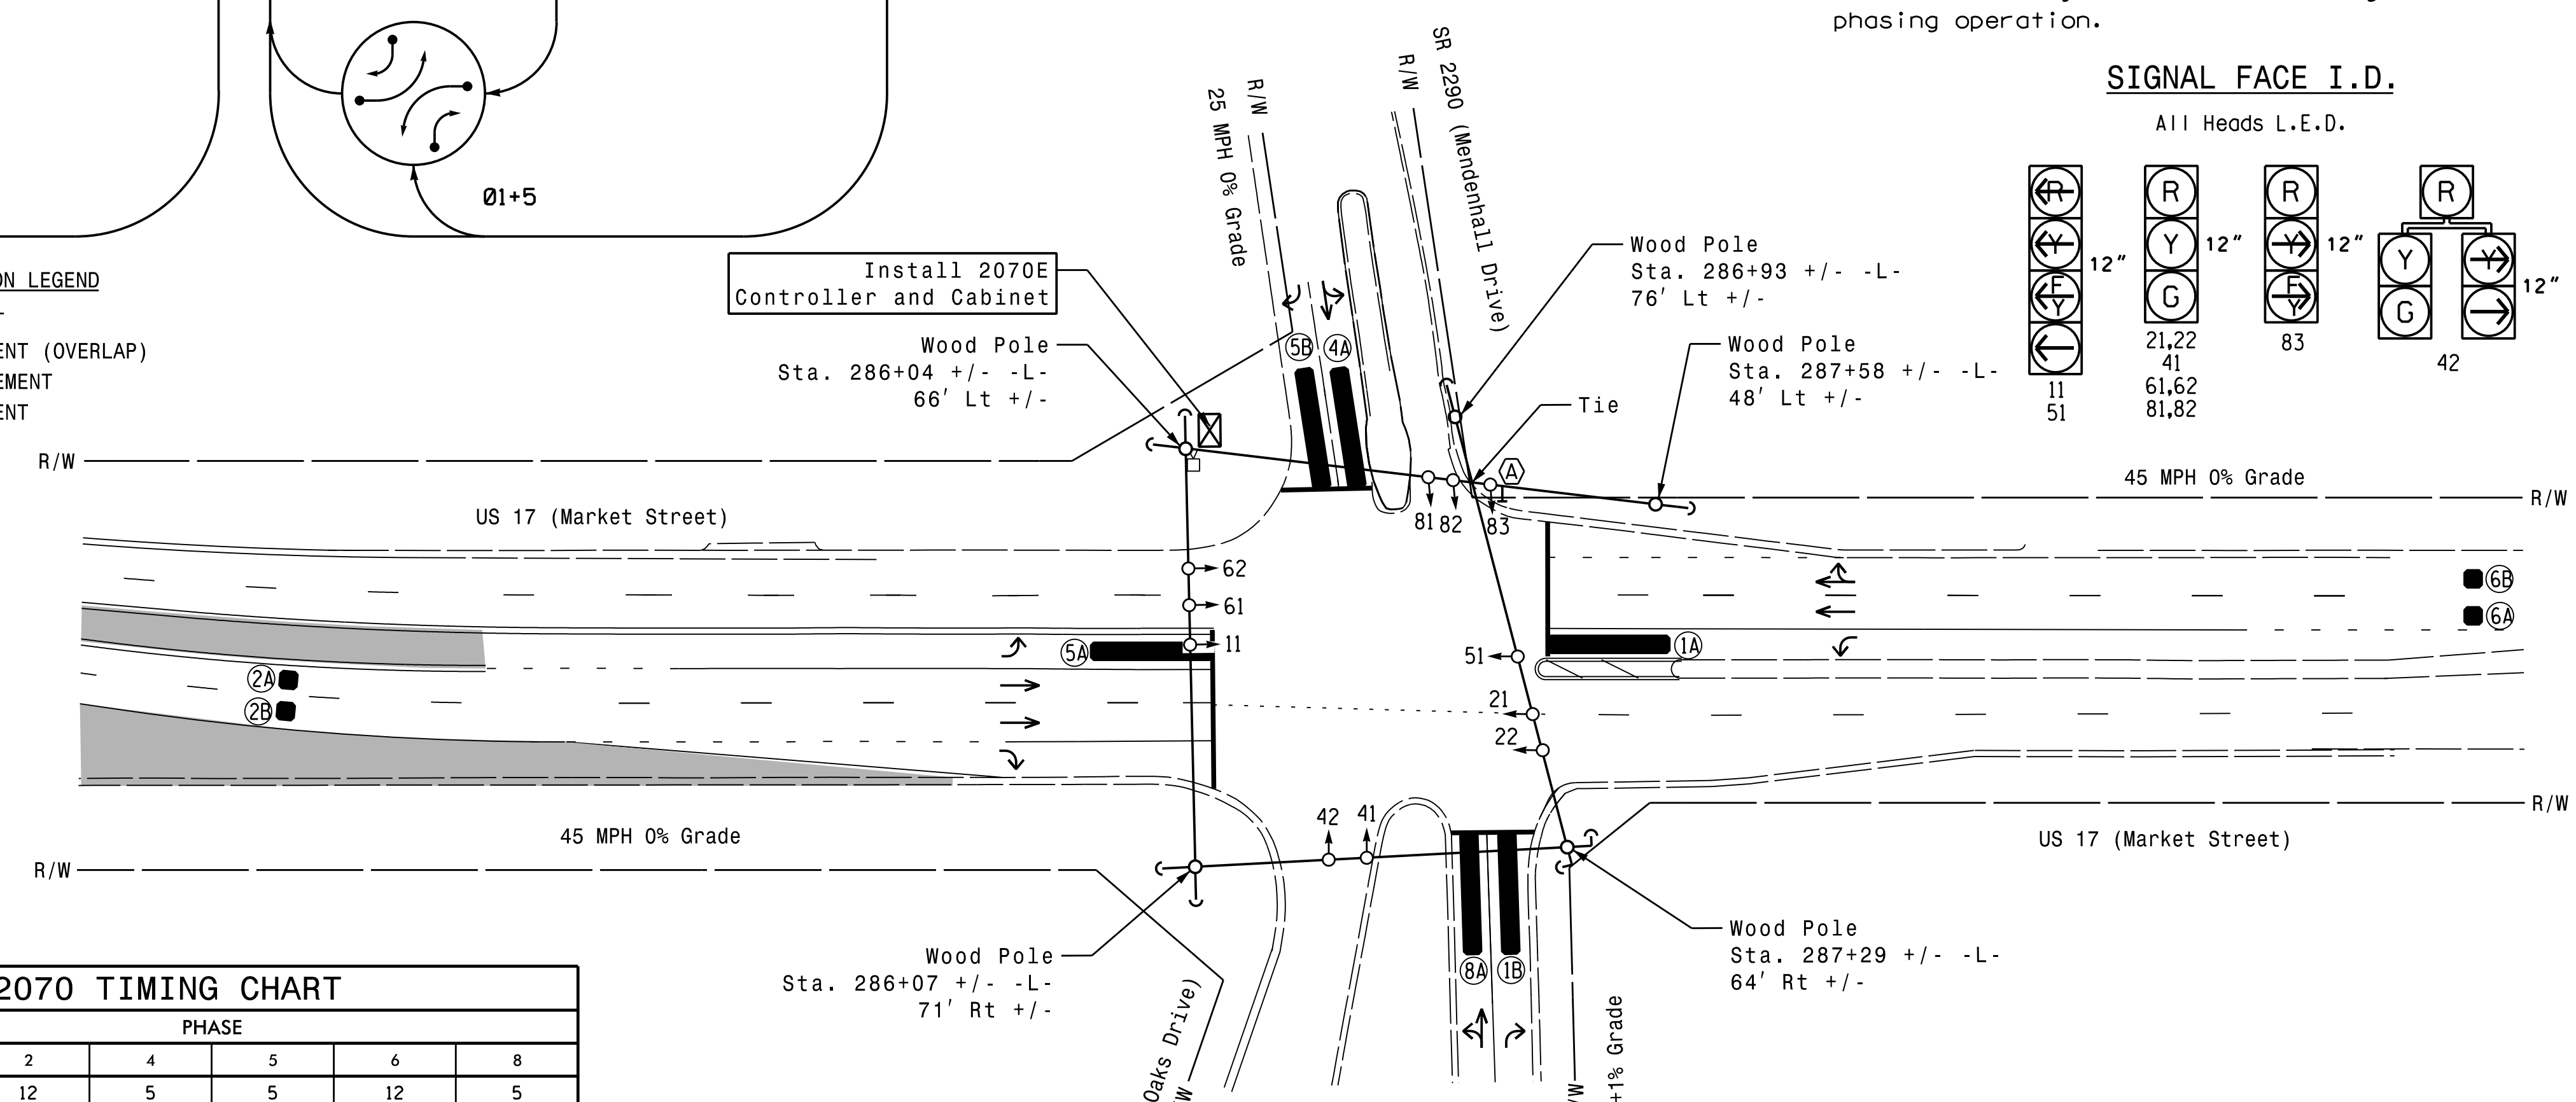 phasing operation.
SIGNAL FACE I.D.
All Heads L.E.D.
R
Y
F
Y
12"
11
51
R
Y
G
12"
21,22
41
61,62
81,82
R
Y
F
Y
12"
83
R
Y
Y
G
12"
42
Ø1+5
ON LEGEND
ENT (OVERLAP)
EMENT
ENT
Install 2070E
Controller and Cabinet
Wood Pole
Sta. 286+04 +/- -L-
66' Lt +/-
25 MPH 0% Grade
R/W
R/W
SR 2290 (Mendenhall Drive)
Wood Pole
Sta. 286+93 +/- -L-
76' Lt +/-
Wood Pole
Sta. 287+58 +/- -L-
48' Lt +/-
Tie
5B
4A
A
R/W
US 17 (Market Street)
45 MPH 0% Grade
R/W
81
82
83
62
61
11
5A
51
21
22
1A
6B
6A
2A
2B
42
41
45 MPH 0% Grade
R/W
R/W
US 17 (Market Street)
Wood Pole
Sta. 286+07 +/- -L-
71' Rt +/-
Wood Pole
Sta. 287+29 +/- -L-
64' Rt +/-
8A
1B
Oaks Drive)
+1% Grade
2070 TIMING CHART
PHASE
2 4 5 6 8
12 5 5 12 5